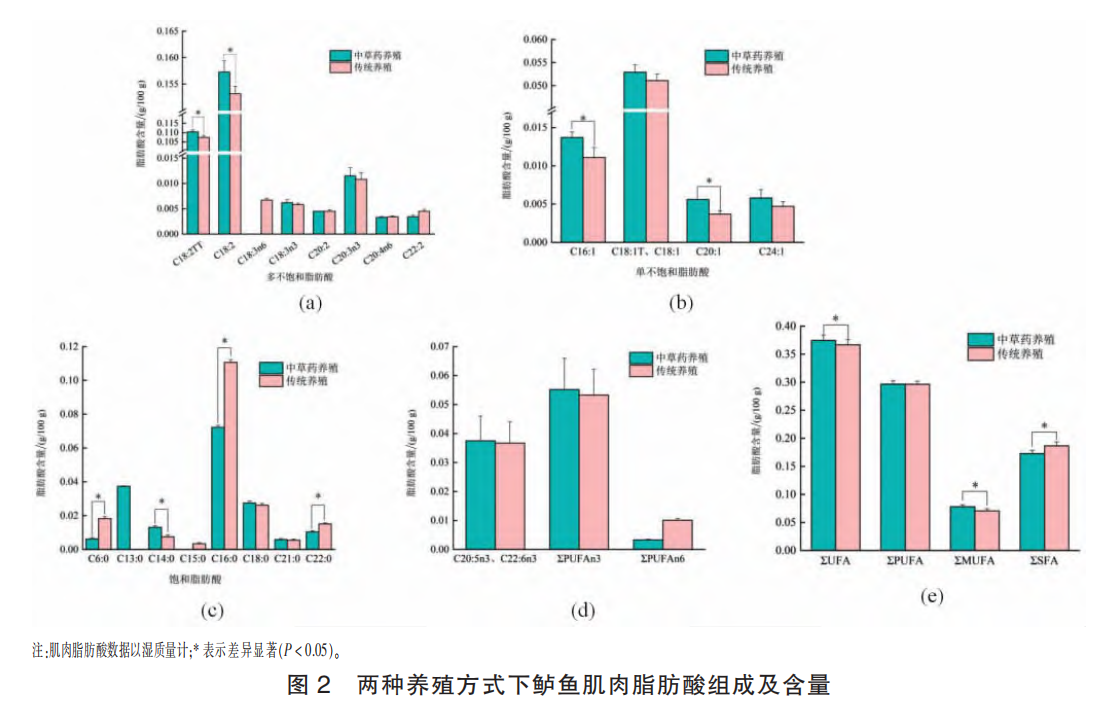 0.165
0.160
0.155
0.115
0.110
0.105
0.015
0.010
0.005
0.000
脂肪酸含量/(g/100 g)
中草药养殖
传统养殖
*
*
C18:2TT
C18:2
C18:3n6
C18:3n3
C20:2
C20:3n3
C20:4n6
C22:2
多不饱和脂肪酸
(a)
0.060
0.055
0.050
0.015
0.010
0.005
0.000
脂肪酸含量/(g/100 g)
中草药养殖
传统养殖
*
*
C16:1
C18:1T、C18:1
C20:1
C24:1
单不饱和脂肪酸
(b)
0.12
0.10
0.08
0.06
0.04
0.02
0.00
脂肪酸含量/(g/100 g)
中草药养殖
传统养殖
*
*
*
*
C6:0
C13:0
C14:0
C15:0
C16:0
C18:0
C21:0
C22:0
饱和脂肪酸
(c)
0.07
0.06
0.05
0.04
0.03
0.02
0.01
0.00
脂肪酸含量/(g/100 g)
中草药养殖
传统养殖
C20:5n3、C22:6n3
ΣPUFAn3
ΣPUFAn6
(d)
0.40
0.35
0.30
0.20
0.10
0.05
0.00
脂肪酸含量/(g/100 g)
中草药养殖
传统养殖
*
*
*
ΣUFA
ΣPUFA
ΣMUFA
ΣSFA
(e)
注:肌肉脂肪酸数据以湿质量计;* 表示差异显著(P < 0.05)。
图 2 两种养殖方式下鲈鱼肌肉脂肪酸组成及含量